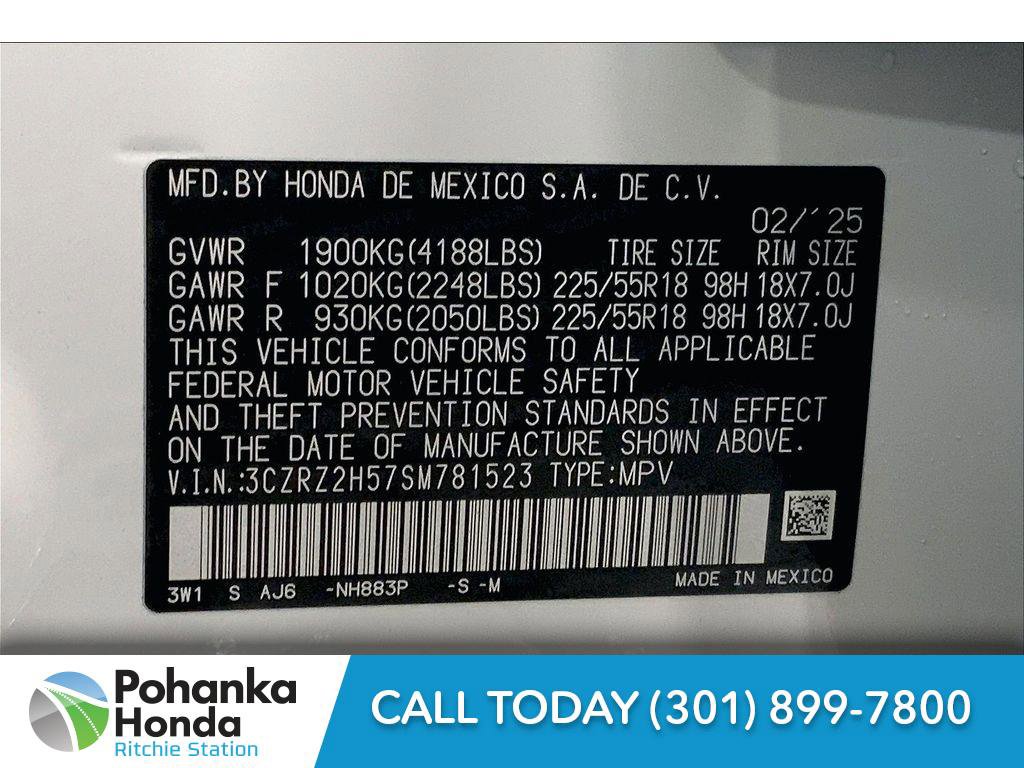 MFD.BY HONDA DE MEXICO S.A. DE C.V.
02/'25
GVWR 1900KG(4188LBS) TIRE SIZE RIM SIZE
GAWR F 1020KG(2248LBS) 225/55R18 98H 18X7.0J
GAWR R 930KG(2050LBS) 225/55R18 98H 18X7.0J
THIS VEHICLE CONFORMS TO ALL APPLICABLE
FEDERAL MOTOR VEHICLE SAFETY
AND THEFT PREVENTION STANDARDS IN EFFECT
ON THE DATE OF MANUFACTURE SHOWN ABOVE.
V.I.N.:3CZRZ2H57SM781523 TYPE:MPV
3W1 S AJ6 -NH883P -S -M MADE IN MEXICO
Pohanka
Honda
Ritchie Station
CALL TODAY (301) 899-7800